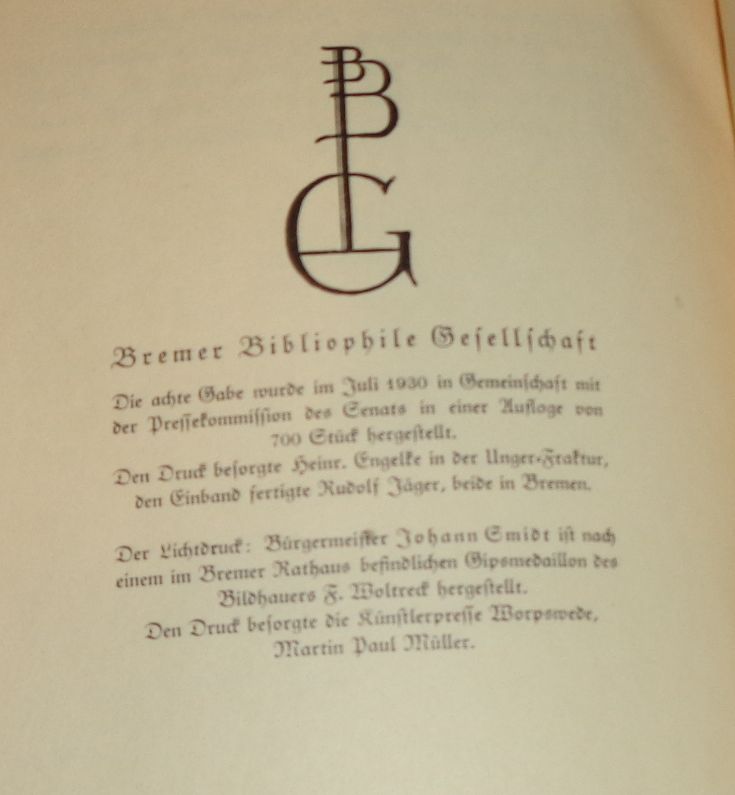 BBG
Bremer Bibliophile Gesellschaft
Die achte Gabe wurde im Juli 1930 in Gemeinschaft mit
der Pressekommission des Senats in einer Auflage von
700 Stück hergestellt.
Den Druck besorgte Heinr. Engelke in der Unger-Fraktur,
den Einband fertigte Rudolf Jäger, beide in Bremen.
Der Lichtdruck: Bürgermeister Johann Smidt ist nach
einem im Bremer Rathaus befindlichen Gipsmedaillon des
Bildhauers F. Woltreck hergestellt.
Den Druck besorgte die Künstlerpresse Worpswede,
Martin Paul Müller.